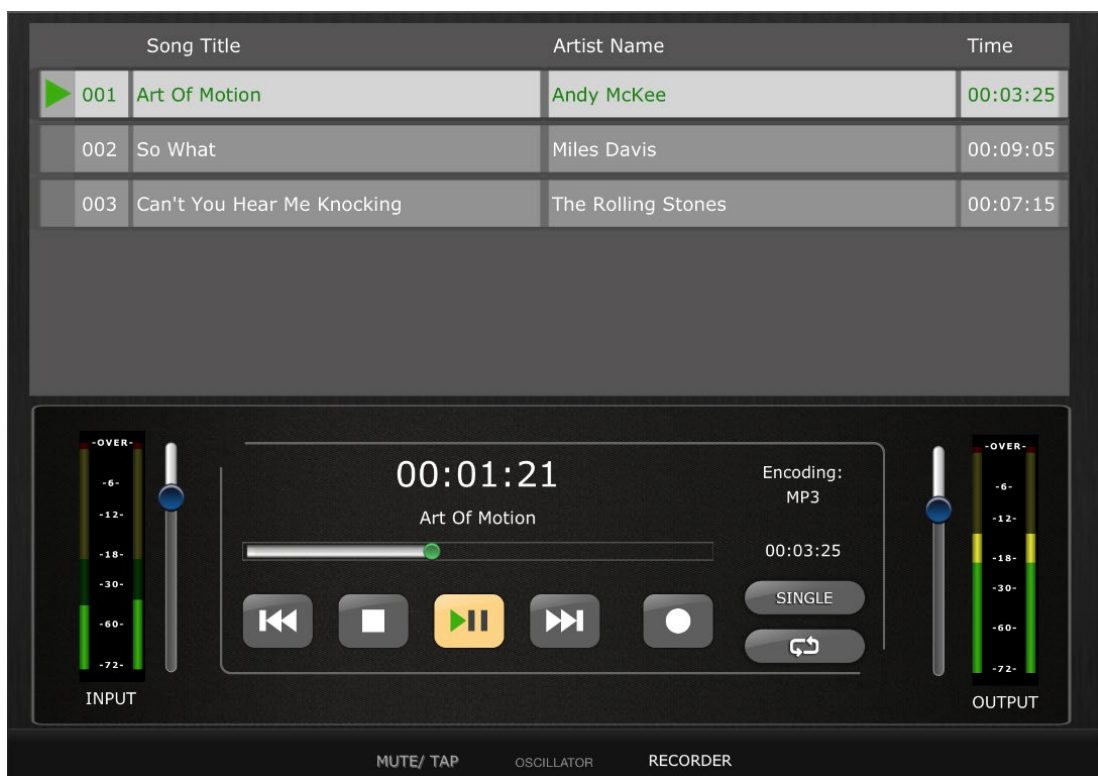 Song Title Artist Name Time
001 Art Of Motion Andy McKee 00:03:25
002 So What Miles Davis 00:09:05
003 Can't You Hear Me Knocking The Rolling Stones 00:07:15
-OVER-
-6-
-12-
-18-
-30-
-60-
-72-
INPUT
00:01:21
Art Of Motion
Encoding:
MP3
00:03:25
SINGLE
-OVER-
-6-
-12-
-18-
-30-
-60-
-72-
OUTPUT
MUTE/ TAP OSCILLATOR RECORDER